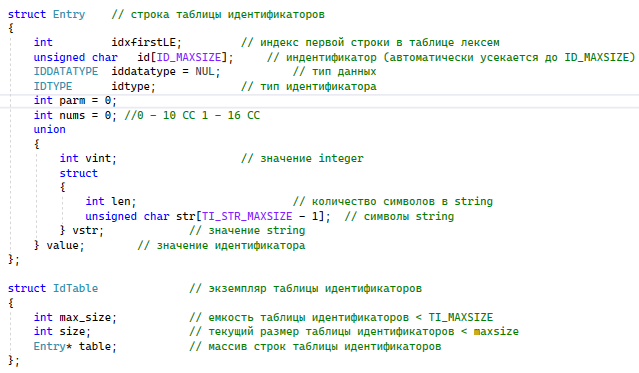 struct Entry    // строка таблицы идентификаторов
{
    int         idxfirstLE;         // индекс первой строки в таблице лексем
    unsigned char   id[ID_MAXSIZE];     // индентификатор (автоматически усекается до ID_MAXSIZE)
    IDDATATYPE  iddatatype = NUL;           // тип данных
    IDTYPE      idtype;             // тип идентификатора
    int parm = 0;
    int nums = 0; //0 - 10 СС 1 - 16 СС
    union
    {
        int vint;                   // значение integer
        struct
        {
            int len;                        // количество символов в string
            unsigned char str[TI_STR_MAXSIZE - 1];  // символы string
        } vstr;             // значение string
    } value;        // значение идентификатора
};
struct IdTable              // экземпляр таблицы идентификаторов
{
    int max_size;           // емкость таблицы идентификаторов < TI_MAXSIZE
    int size;               // текущий размер таблицы идентификаторов < maxsize
    Entry* table;           // массив строк таблицы идентификаторов
};